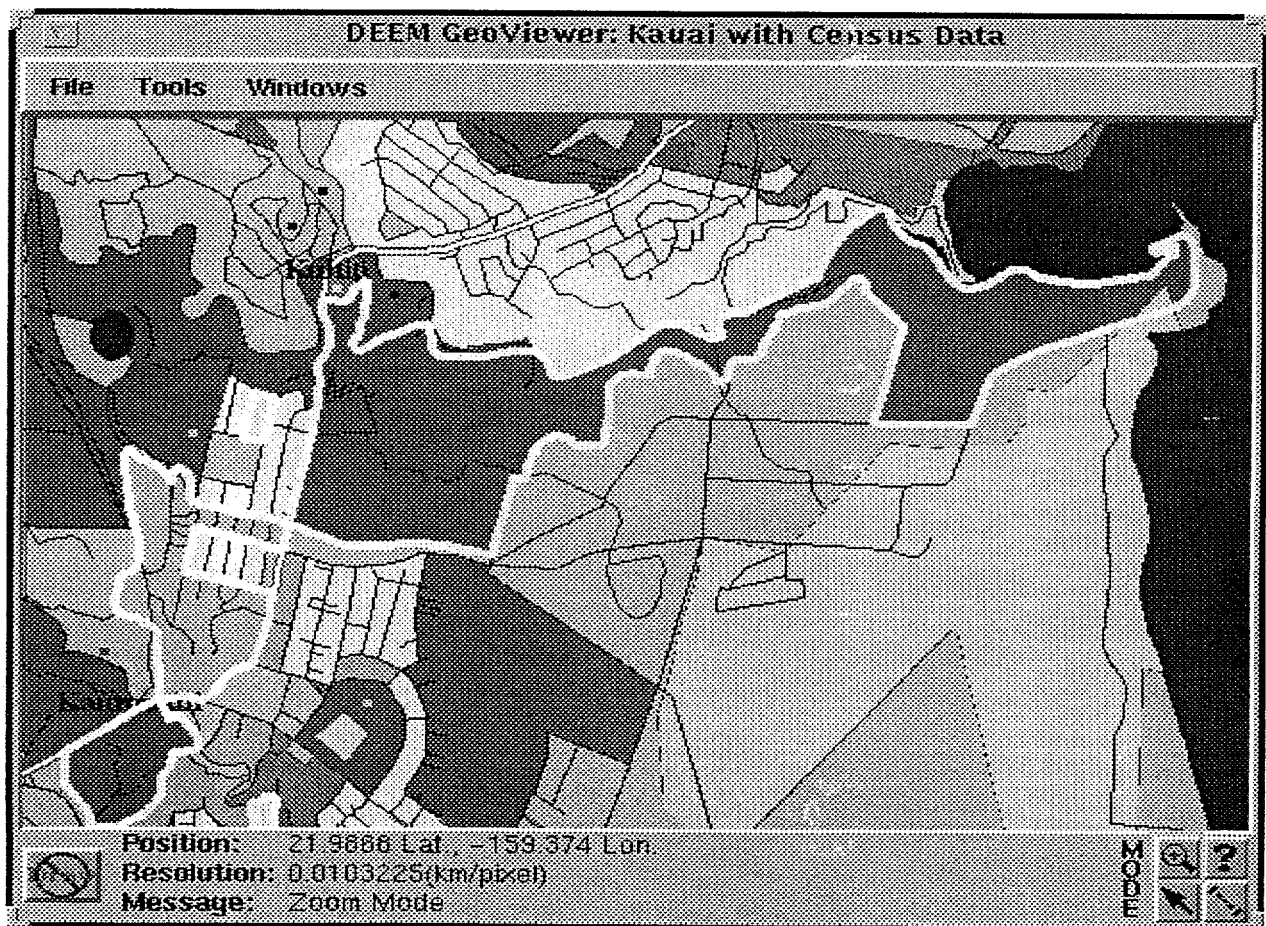 DEEM GeoViewer: Kauai with Census Data
File Tools Windows
Position: 21.9888 Lat., -159.374 Lon.
Resolution: 0.0103225(km/pixel)
Message: Zoom Mode
MODE
?